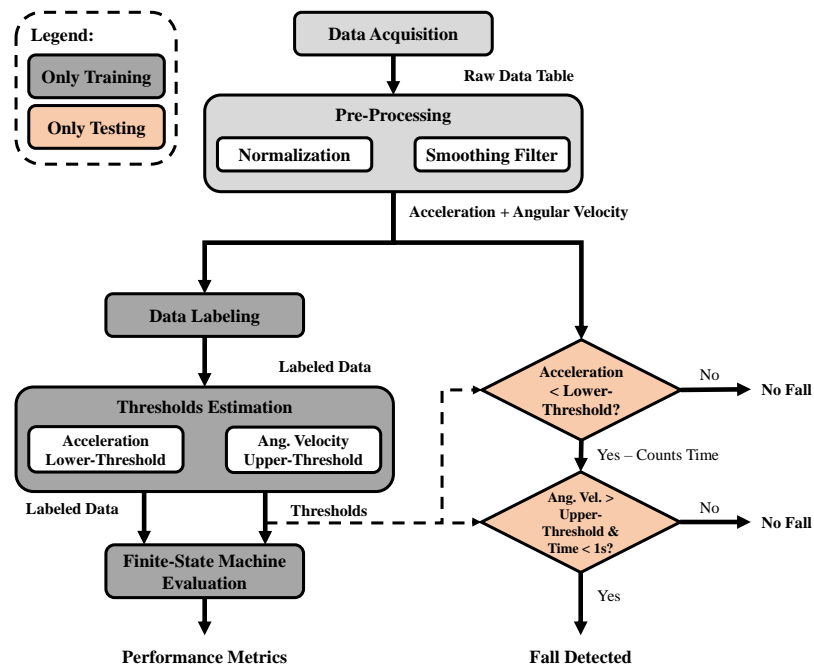 Legend:
Only Training
Only Testing
Data Acquisition
Raw Data Table
Pre-Processing
Normalization
Smoothing Filter
Acceleration + Angular Velocity
Data Labeling
Labeled Data
Thresholds Estimation
Acceleration
Lower-Threshold
Ang. Velocity
Upper-Threshold
Labeled Data
Thresholds
Finite-State Machine
Evaluation
Performance Metrics
Acceleration
< Lower-
Threshold?
No
No Fall
Yes – Counts Time
Ang. Vel. >
Upper-
Threshold &
Time < 1s?
No
No Fall
Yes
Fall Detected